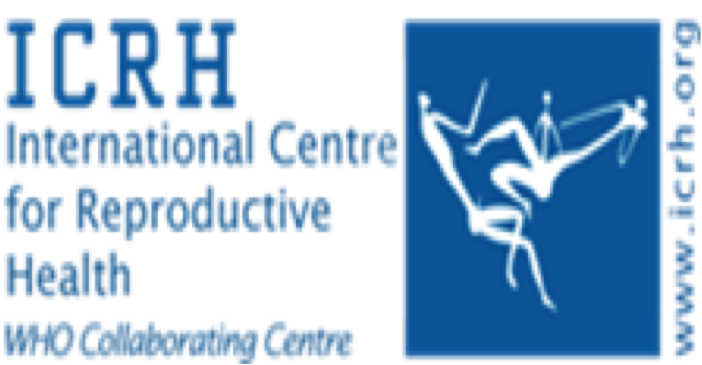 ICRH
International Centre
for Reproductive
Health
WHO Collaborating Centre
www.icrh.org